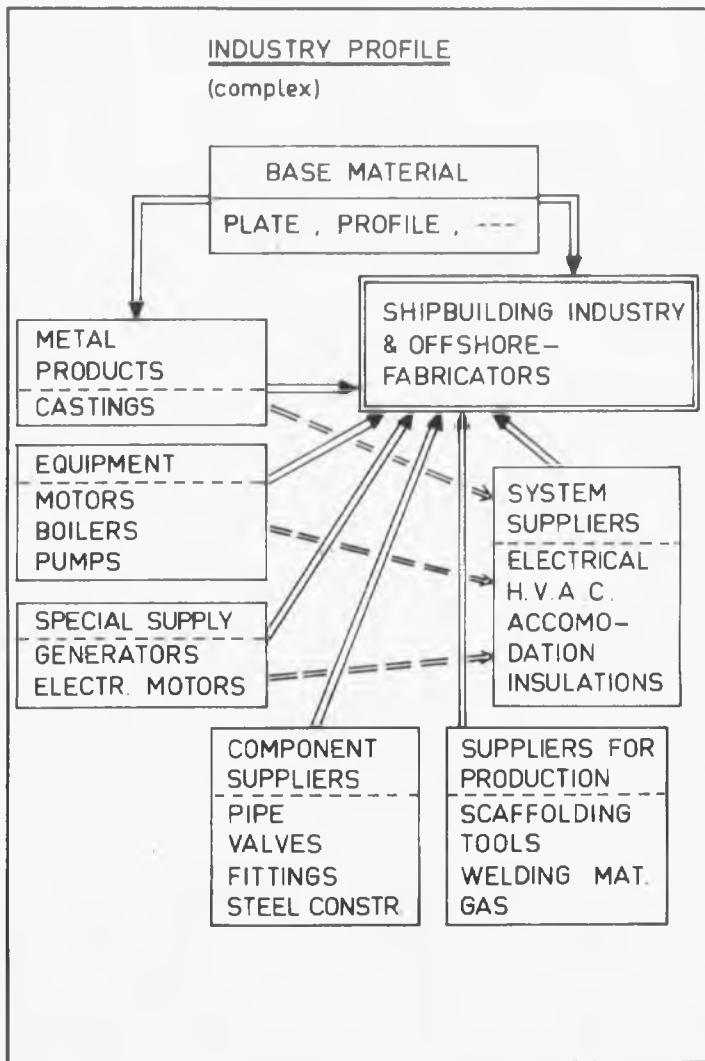 INDUSTRY PROFILE
(complex)
BASE MATERIAL
PLATE , PROFILE , ---
SHIPBUILDING INDUSTRY
& OFFSHORE-
FABRICATORS
METAL
PRODUCTS
CASTINGS
EQUIPMENT
MOTORS
BOILERS
PUMPS
SYSTEM
SUPPLIERS
ELECTRICAL
H.V.A.C.
ACCOMO-
DATION
INSULATIONS
SPECIAL SUPPLY
GENERATORS
ELECTR. MOTORS
COMPONENT
SUPPLIERS
PIPE
VALVES
FITTINGS
STEEL CONSTR.
SUPPLIERS FOR
PRODUCTION
SCAFFOLDING
TOOLS
WELDING MAT.
GAS